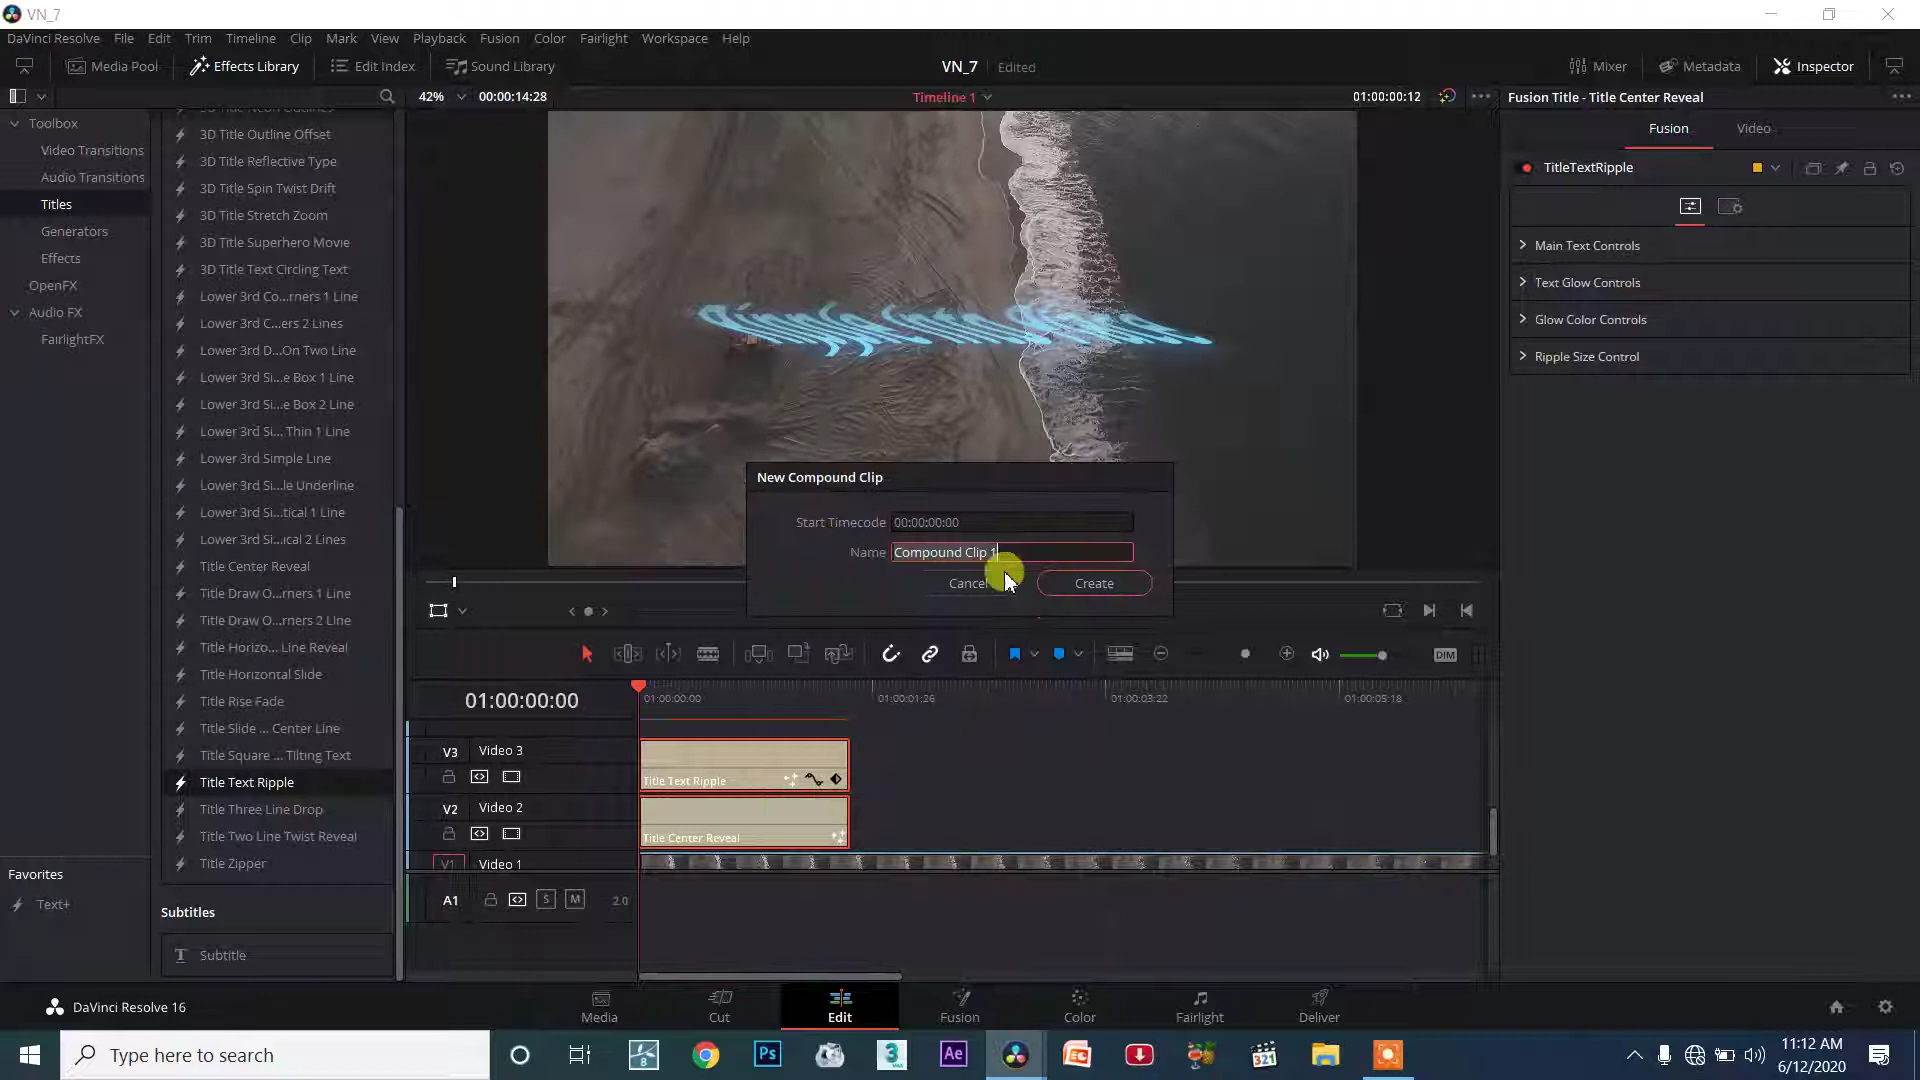 VN_7
DaVinci Resolve File Edit Trim Timeline Clip Mark View Playback Fusion Color Fairlight Workspace Help
Media Pool Effects Library Edit Index Sound Library VN_7 Edited Mixer Metadata Inspector
42% 00:00:14:28 Timeline 1 01:00:00:12 Fusion Title - Title Center Reveal
Toolbox
Video Transitions
Audio Transitions
Titles
Generators
Effects
OpenFX
Audio FX
FairlightFX
Favorites
Text+
3D Title Outline Offset
3D Title Reflective Type
3D Title Spin Twist Drift
3D Title Stretch Zoom
3D Title Superhero Movie
3D Title Text Circling Text
Lower 3rd Co...rners 1 Line
Lower 3rd C...ers 2 Lines
Lower 3rd D...On Two Line
Lower 3rd Si...e Box 1 Line
Lower 3rd Si...e Box 2 Line
Lower 3rd Si... Thin 1 Line
Lower 3rd Simple Line
Lower 3rd Si...le Underline
Lower 3rd Si...tical 1 Line
Lower 3rd Si...ical 2 Lines
Title Center Reveal
Title Draw O...rners 1 Line
Title Draw O...rners 2 LIne
Title Horizo... Line Reveal
Title Horizontal Slide
Title Rise Fade
Title Slide ... Center Line
Title Square ... Tilting Text
Title Text Ripple
Title Three Line Drop
Title Two Line Twist Reveal
Title Zipper
Subtitles
Subtitle
New Compound Clip
Start Timecode 00:00:00:00
Name Compound Clip 1
Cancel Create
Fusion Video
TitleTextRipple
Main Text Controls
Text Glow Controls
Glow Color Controls
Ripple Size Control
DIM
01:00:00:00 01:00:00:00 01:00:01:26 01:00:03:22 01:00:05:18
V3 Video 3
Title Text Ripple
V2 Video 2
Title Center Reveal
V1 Video 1
A1 S M 2.0
DaVinci Resolve 16 Media Cut Edit Fusion Color Fairlight Deliver
Type here to search
8 Ps 3 MAX Ae 321
11:12 AM
6/12/2020